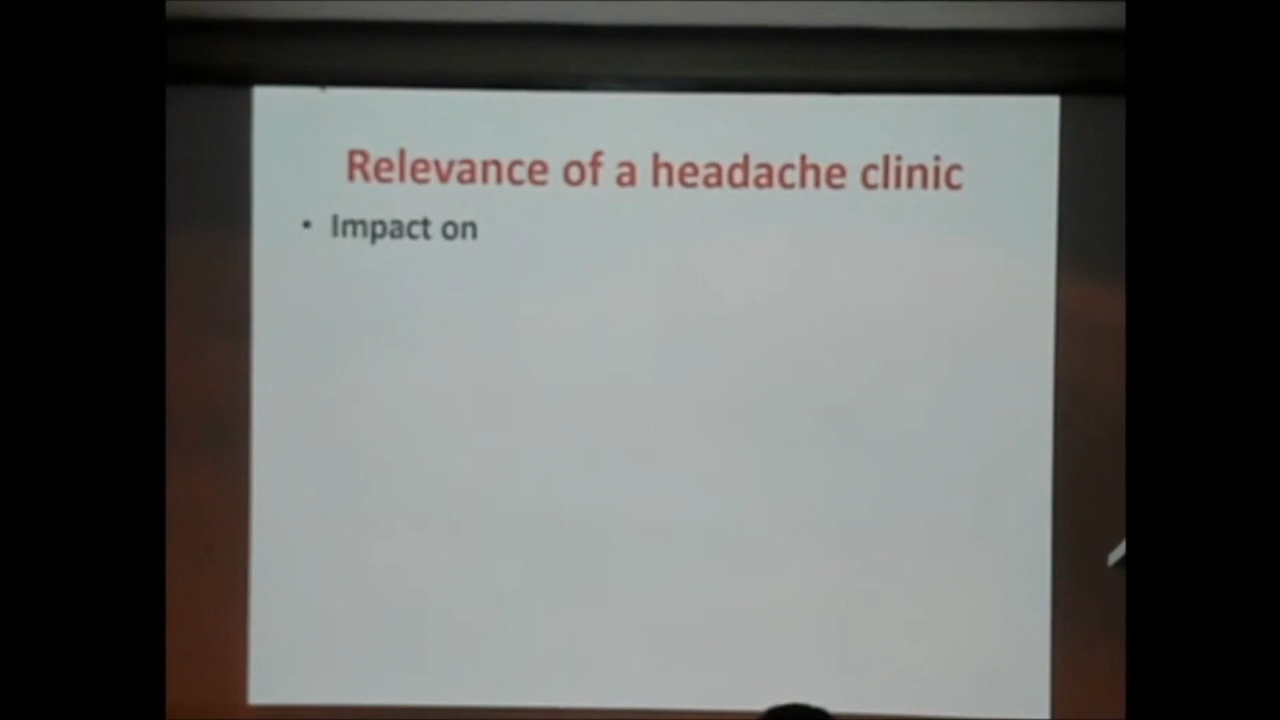 Relevance of a headache clinic
• Impact on